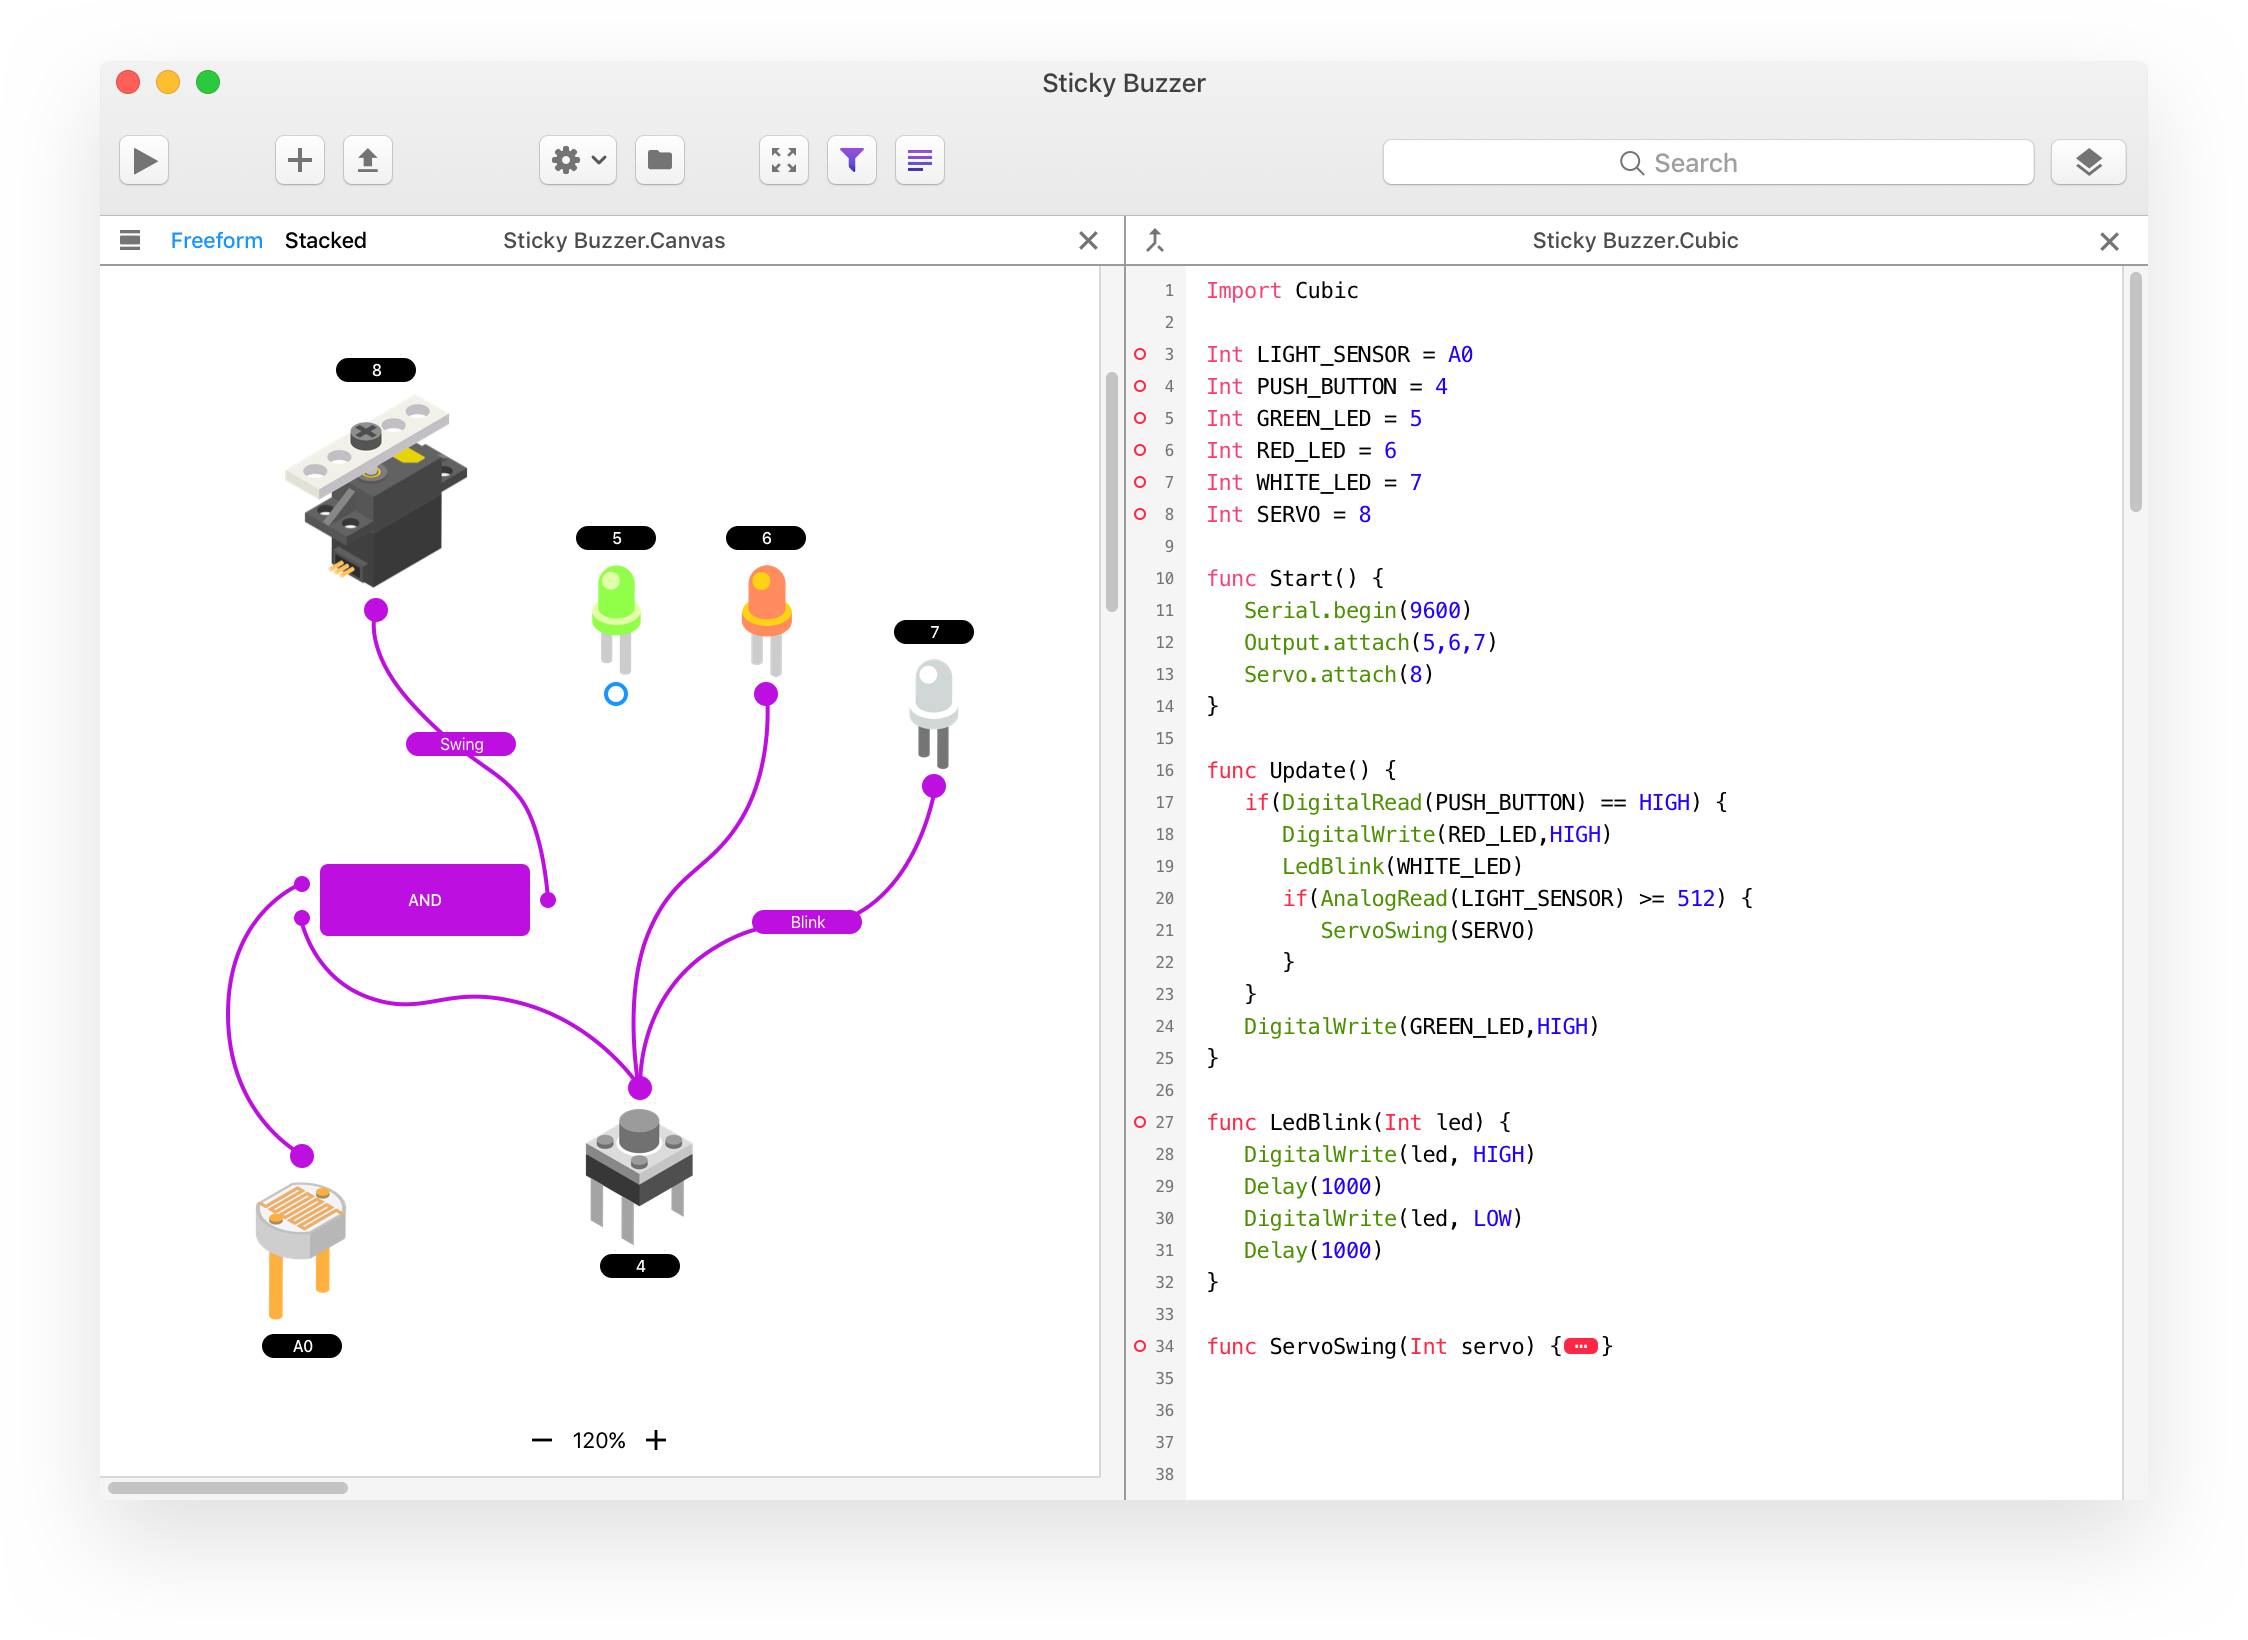 Sticky Buzzer
Search
Freeform Stacked Sticky Buzzer.Canvas
8
5
6
7
Swing
AND
Blink
4
A0
120%
Sticky Buzzer.Cubic
1 Import Cubic
2
3 Int LIGHT_SENSOR = A0
4 Int PUSH_BUTTON = 4
5 Int GREEN_LED = 5
6 Int RED_LED = 6
7 Int WHITE_LED = 7
8 Int SERVO = 8
9
10 func Start() {
11 Serial.begin(9600)
12 Output.attach(5,6,7)
13 Servo.attach(8)
14 }
15
16 func Update() {
17 if(DigitalRead(PUSH_BUTTON) == HIGH) {
18 DigitalWrite(RED_LED,HIGH)
19 LedBlink(WHITE_LED)
20 if(AnalogRead(LIGHT_SENSOR) >= 512) {
21 ServoSwing(SERVO)
22 }
23 }
24 DigitalWrite(GREEN_LED,HIGH)
25 }
26
27 func LedBlink(Int led) {
28 DigitalWrite(led, HIGH)
29 Delay(1000)
30 DigitalWrite(led, LOW)
31 Delay(1000)
32 }
33
34 func ServoSwing(Int servo) {...}
35
36
37
38